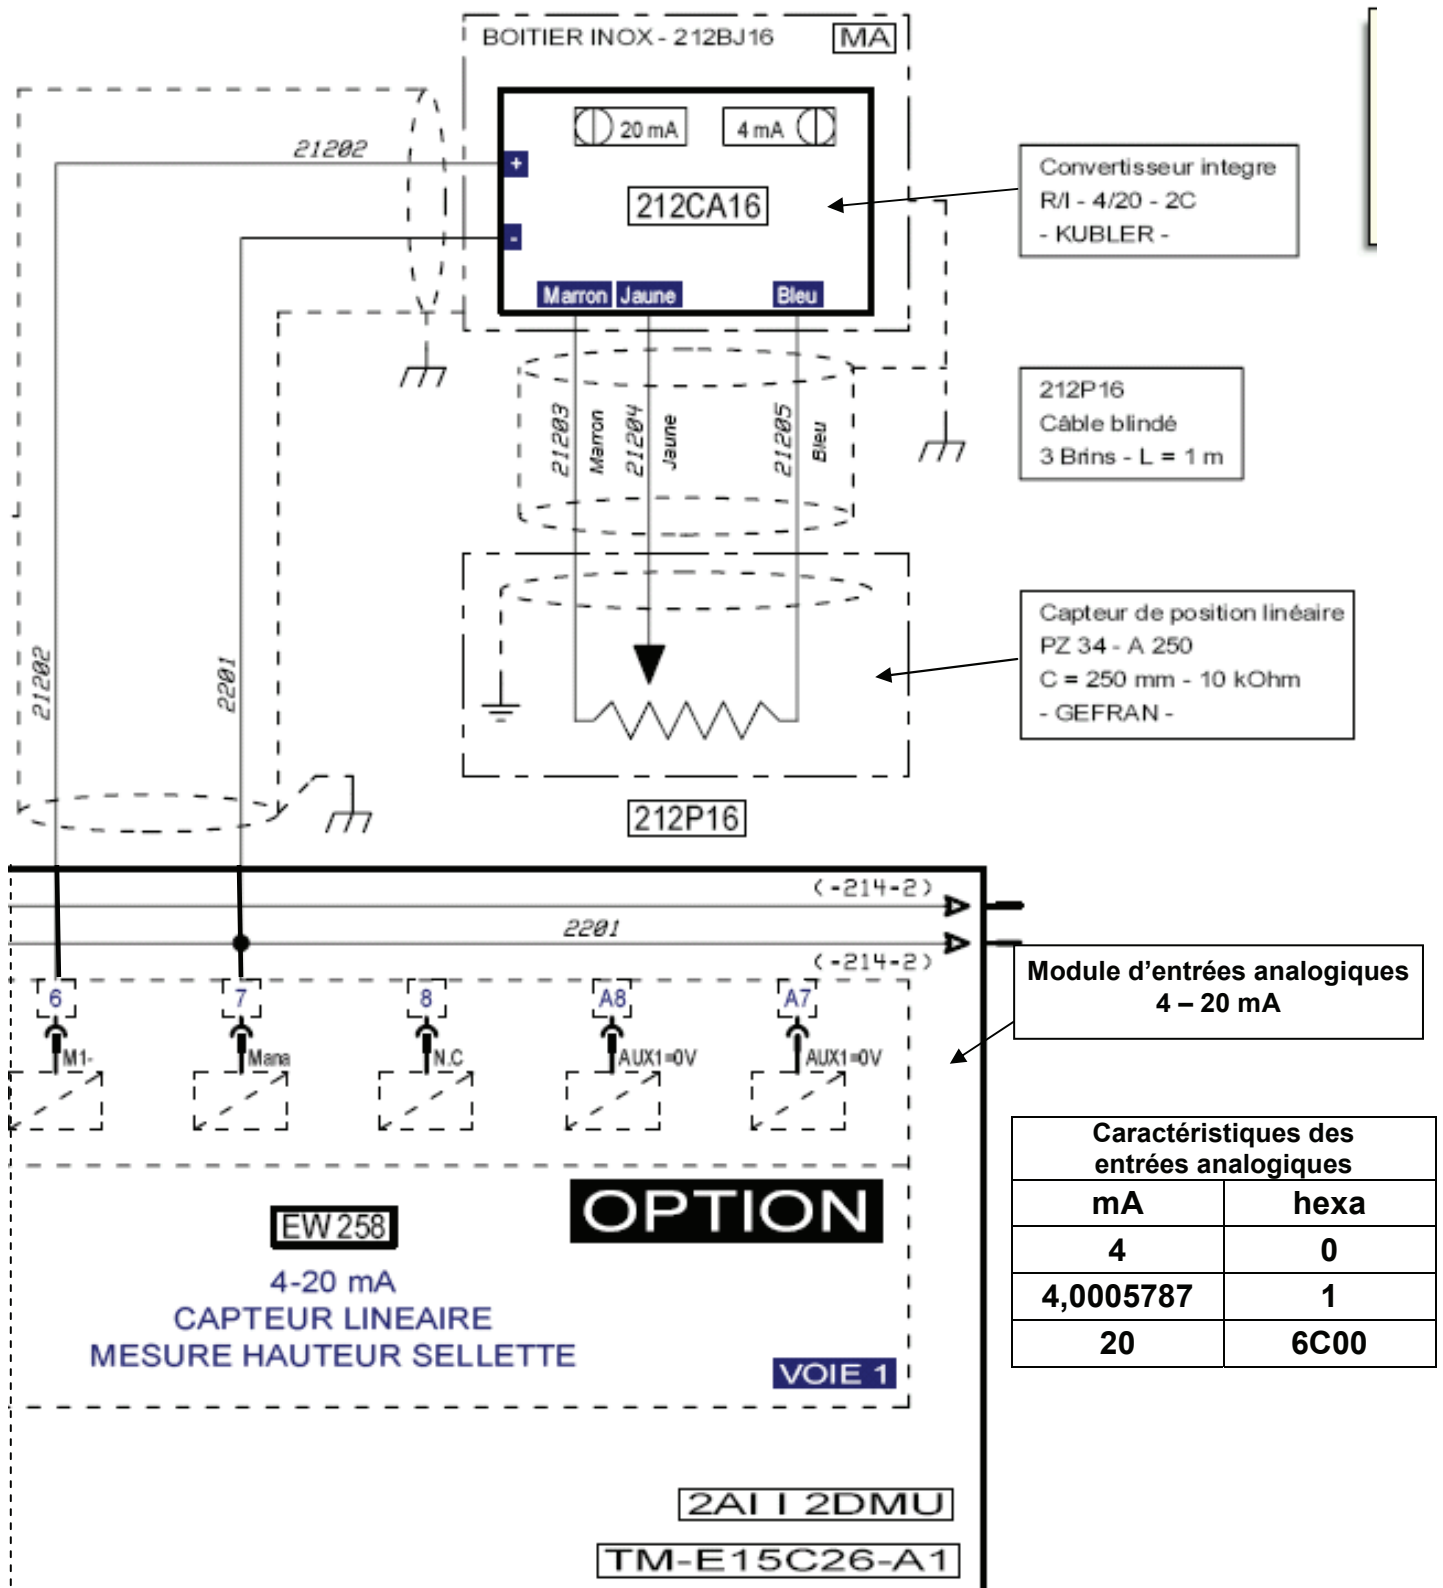 BOITIER INOX - 212BJ16
MA
20 mA
4 mA
21202
+
212CA16
-
Marron
Jaune
Bleu
Convertisseur integre
R/I - 4/20 - 2C
- KUBLER -
21203
Marron
21204
Jaune
21205
Bleu
212P16
Câble blindé
3 Brins - L = 1 m
21202
2201
Capteur de position linéaire
PZ 34 - A 250
C = 250 mm - 10 kOhm
- GEFRAN -
212P16
(-214-2)
2201
(-214-2)
Module d'entrées analogiques
4 – 20 mA
6
7
8
A8
A7
M1-
Mana
N.C
AUX1=0V
AUX1=0V
Caractéristiques des
entrées analogiques
mA hexa
4 0
4,0005787 1
20 6C00
EW 258
OPTION
4-20 mA
CAPTEUR LINEAIRE
MESURE HAUTEUR SELLETTE
VOIE 1
2AI I 2DMU
TM-E15C26-A1